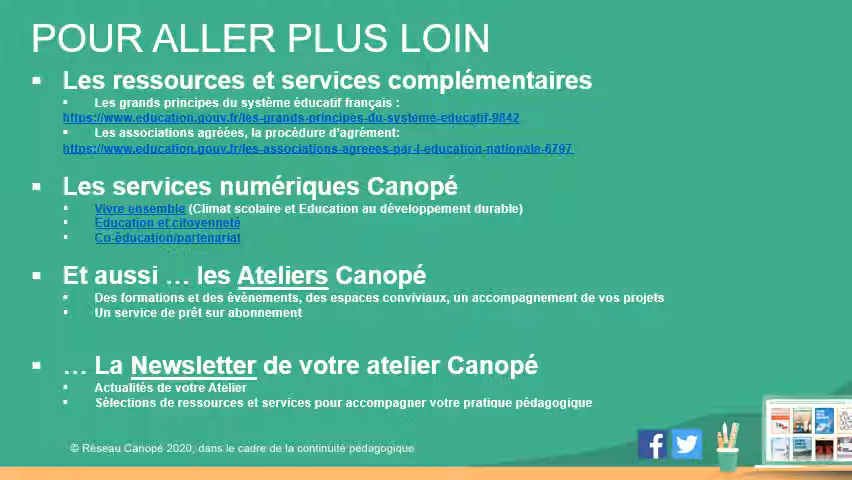 POUR ALLER PLUS LOIN
▪ Les ressources et services complémentaires
▪ Les grands principes du système éducatif français :
https://www.education.gouv.fr/les-grands-principes-du-systeme-educatif-9842
▪ Les associations agréées, la procédure d'agrément:
https://www.education.gouv.fr/les-associations-agreees-par-l-education-nationale-6797
▪ Les services numériques Canopé
▪ Vivre ensemble (Climat scolaire et Education au développement durable)
▪ Education et citoyenneté
▪ Co-éducation/partenariat
▪ Et aussi … les Ateliers Canopé
▪ Des formations et des évènements, des espaces conviviaux, un accompagnement de vos projets
▪ Un service de prêt sur abonnement
▪ … La Newsletter de votre atelier Canopé
▪ Actualités de votre Atelier
▪ Sélections de ressources et services pour accompagner votre pratique pédagogique
© Réseau Canopé 2020, dans le cadre de la continuité pédagogique